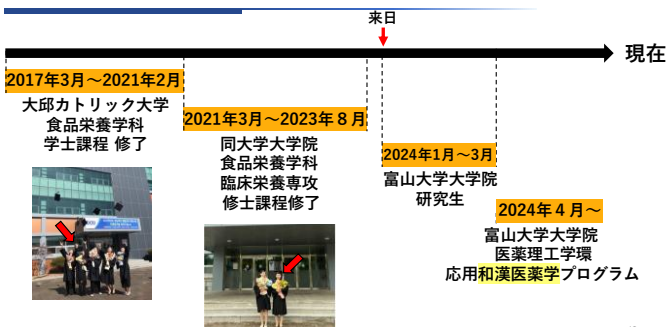 来日
現在
2017年3月～2021年2月
大邱カトリック大学
食品栄養学科
学士課程 修了
2021年3月～2023年８月
同大学大学院
食品栄養学科
臨床栄養専攻
修士課程修了
2024年1月～3月
富山大学大学院
研究生
2024年４月～
富山大学大学院
医薬理工学環
応用和漢医薬学プログラム